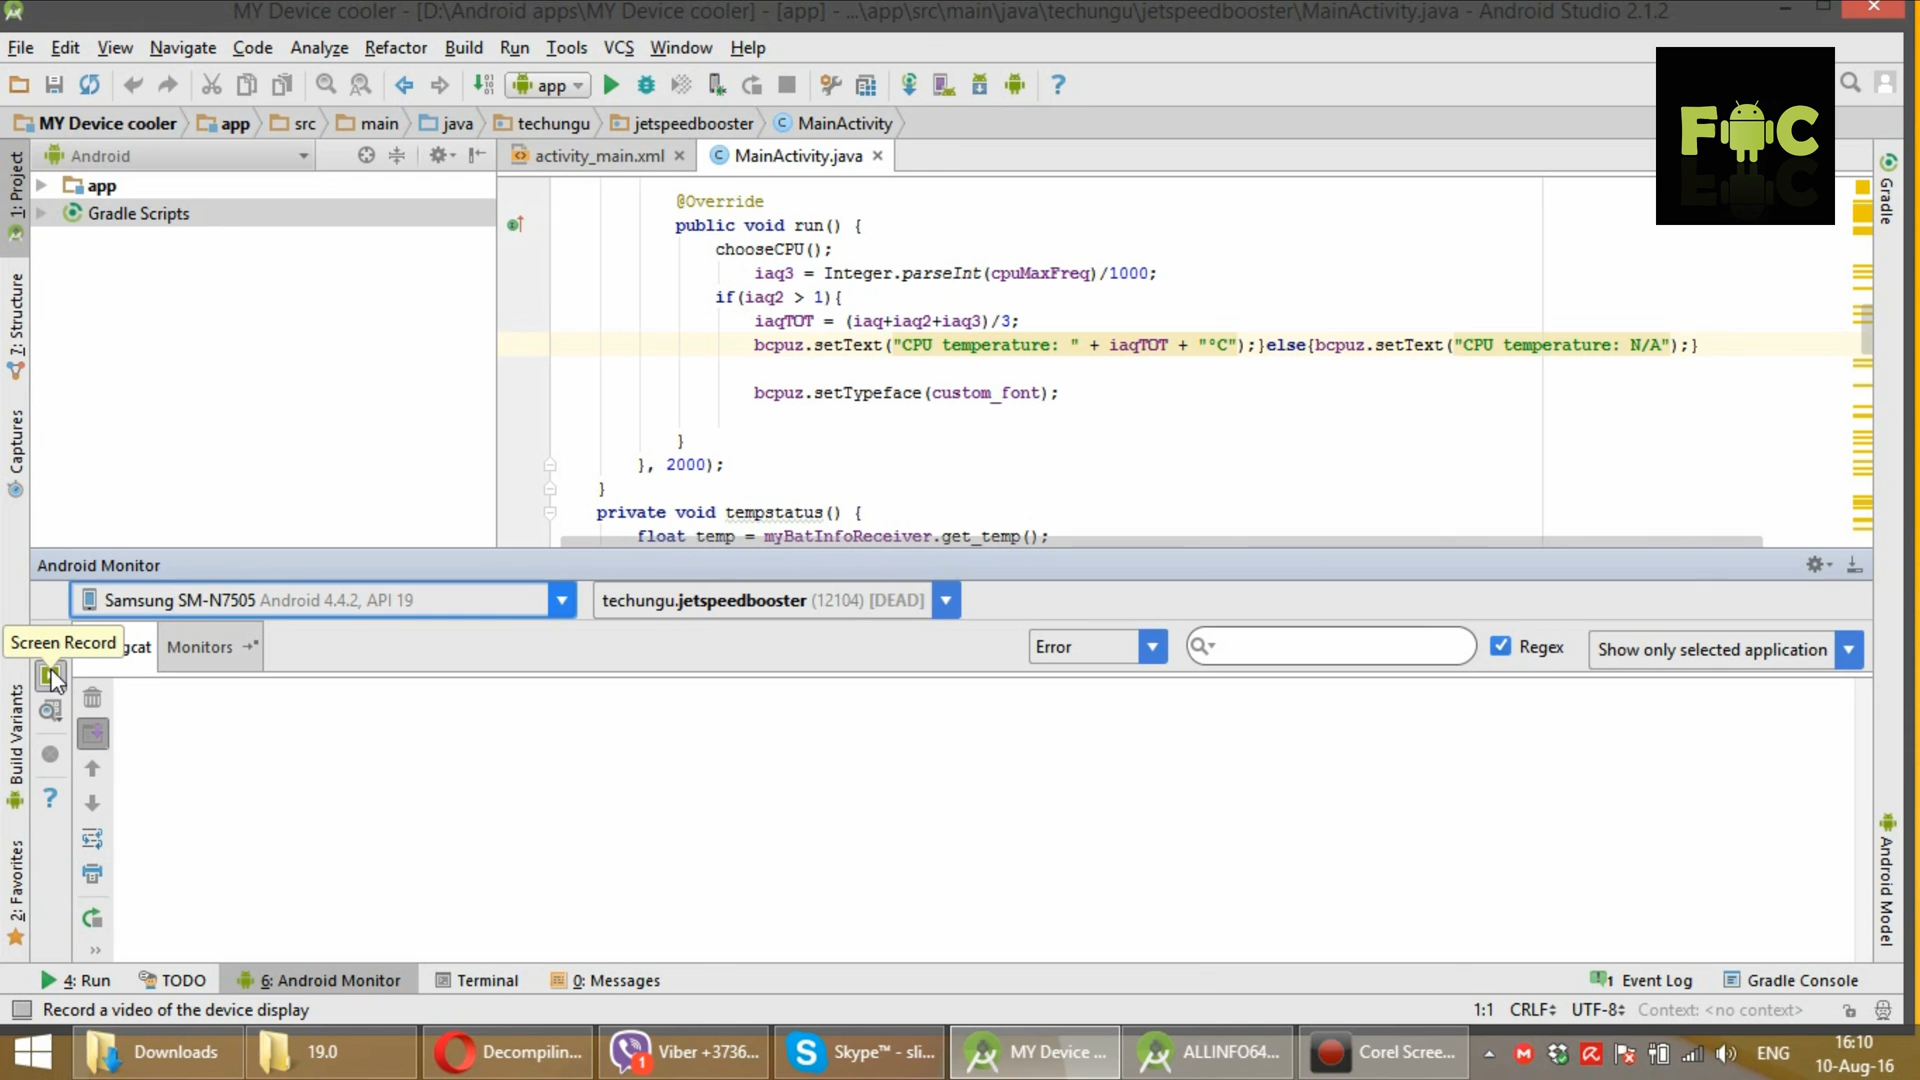 MY Device cooler - [D:\Android apps\MY Device cooler] - [app] - ...\app\src\main\java\techungu\jetspeedbooster\MainActivity.java - Android Studio 2.1.2
File Edit View Navigate Code Analyze Refactor Build Run Tools VCS Window Help
app
MY Device cooler app src main java techungu jetspeedbooster MainActivity
FC
Android
activity_main.xml
MainActivity.java
1: Project
7: Structure
Captures
Build Variants
2: Favorites
Gradle
Android Model
app
Gradle Scripts
@Override
public void run() {
chooseCPU();
iaq3 = Integer.parseInt(cpuMaxFreq)/1000;
if(iaq2 > 1){
iaqTOT = (iaq+iaq2+iaq3)/3;
bcpuz.setText("CPU temperature: " + iaqTOT + "°C");}else{bcpuz.setText("CPU temperature: N/A");}
bcpuz.setTypeface(custom_font);
}
}, 2000);
}
private void tempstatus() {
float temp = myBatInfoReceiver.get_temp();
Android Monitor
Samsung SM-N7505 Android 4.4.2, API 19
techungu.jetspeedbooster (12104) [DEAD]
Screen Record
gcat
Monitors
Error
Regex
Show only selected application
4: Run TODO 6: Android Monitor Terminal 0: Messages
1 Event Log Gradle Console
Record a video of the device display
1:1 CRLF UTF-8 Context: <no context>
Downloads
19.0
Decompilin...
1
Viber +3736...
Skype™ - sli...
MY Device ...
ALLINFO64...
Corel Scree...
ENG
16:10
10-Aug-16